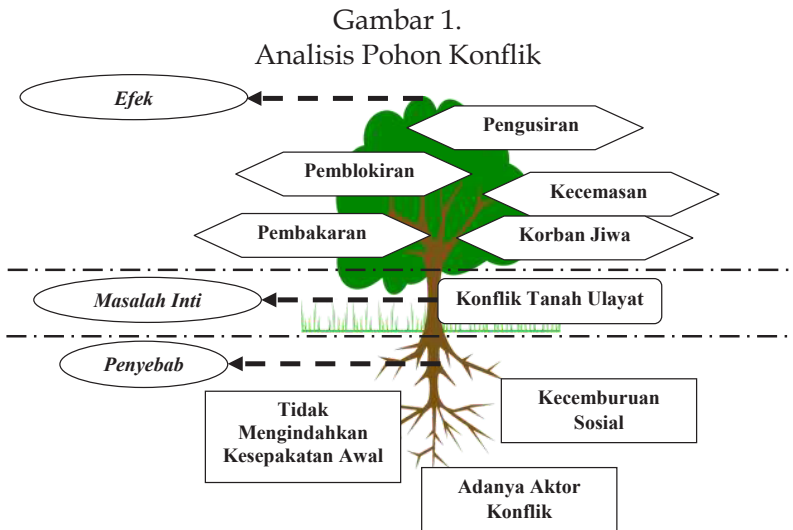 Gambar 1.
Analisis Pohon Konflik
Efek
Pengusiran
Pemblokiran
Kecemasan
Pembakaran
Korban Jiwa
Masalah Inti
Konflik Tanah Ulayat
Penyebab
Tidak
Mengindahkan
Kesepakatan Awal
Kecemburuan
Sosial
Adanya Aktor
Konflik